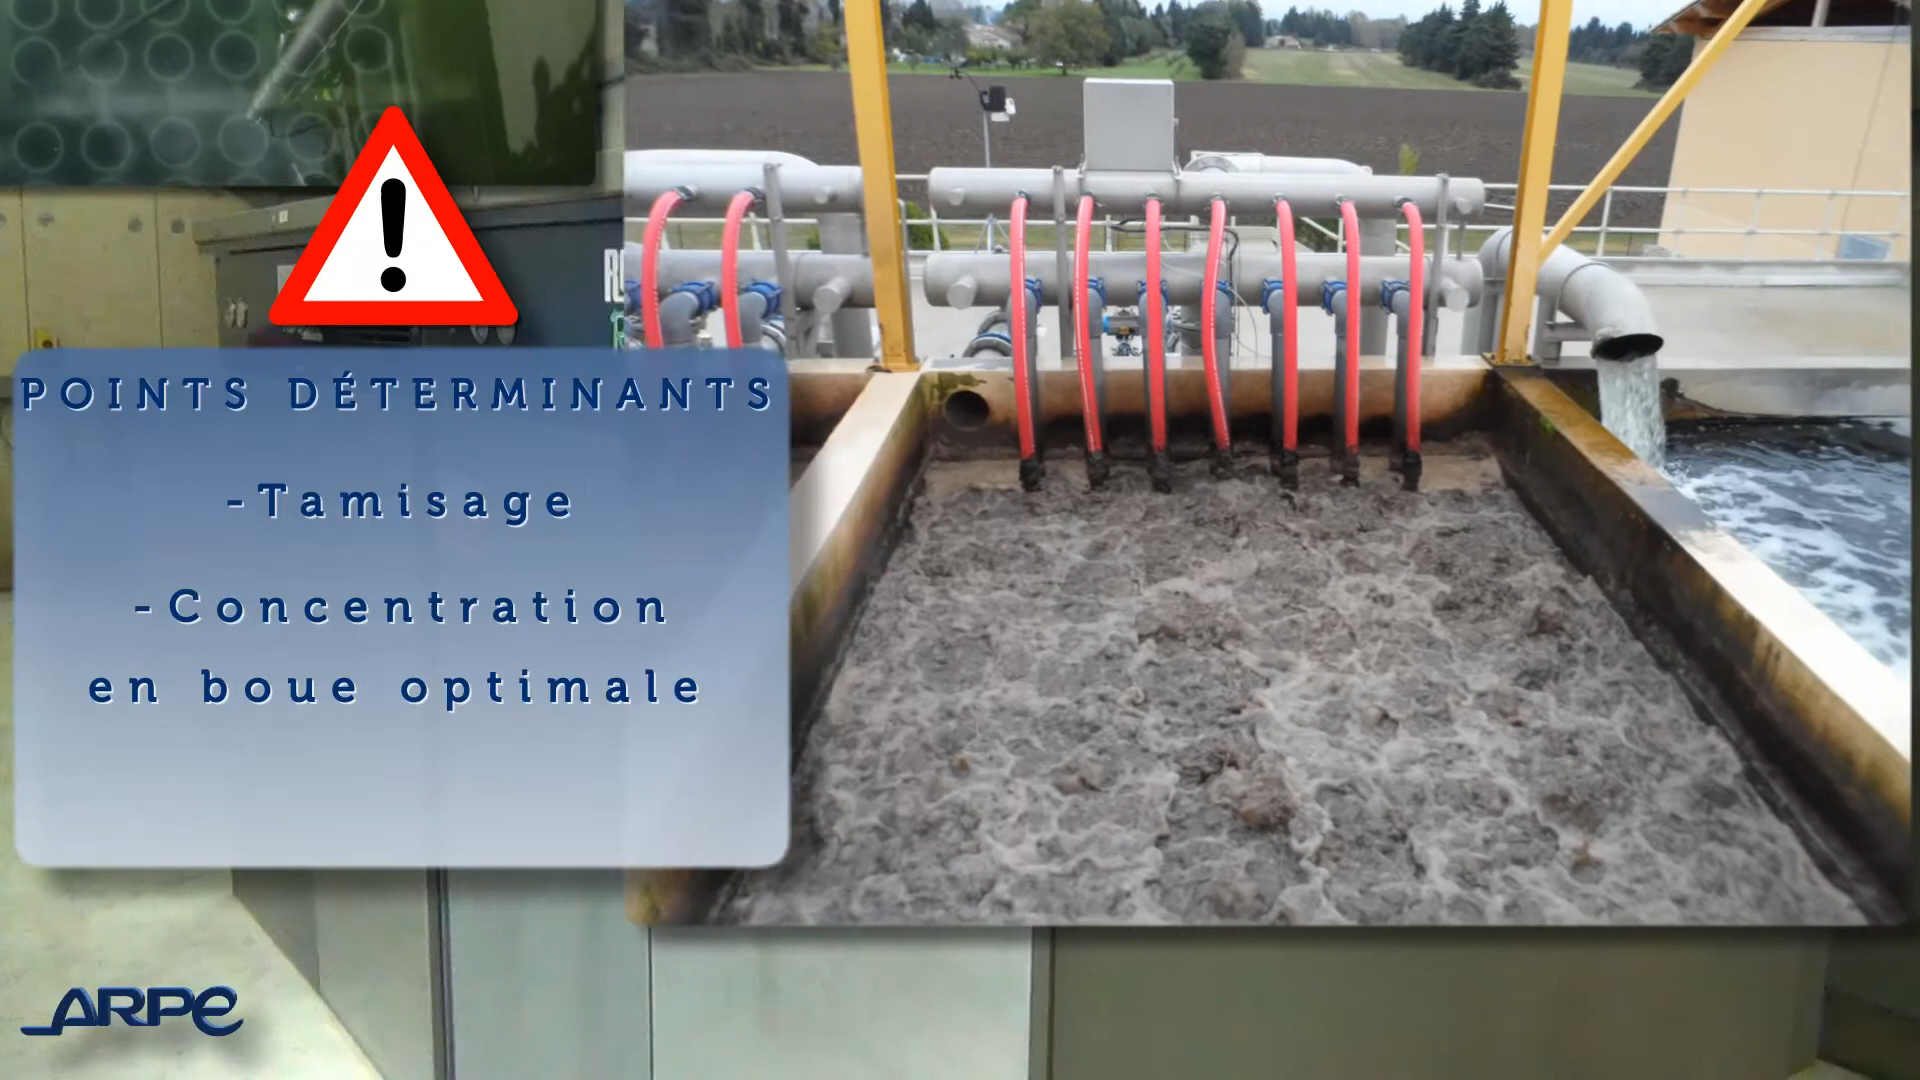 POINTS DÉTERMINANTS
-Tamisage
-Concentration
en boue optimale
ARPE